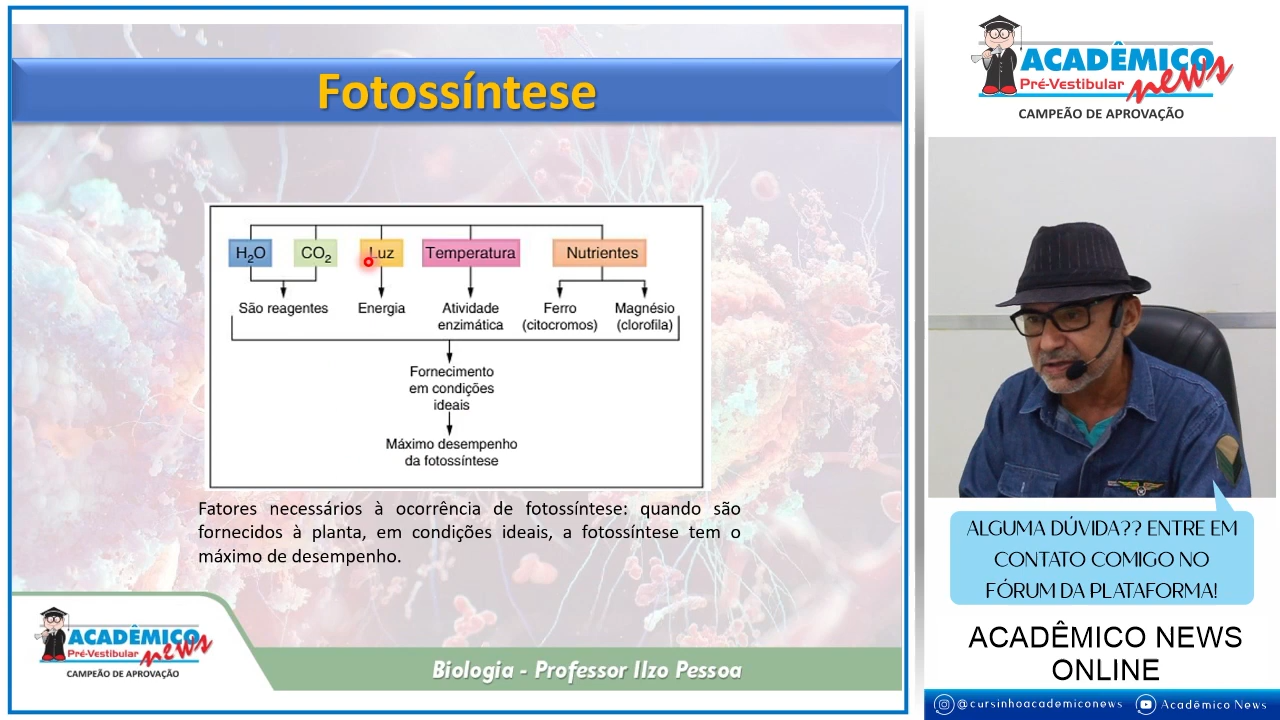 Fotossíntese
H₂O CO₂ Luz Temperatura Nutrientes
São reagentes Energia Atividade enzimática Ferro (citocromos) Magnésio (clorofila)
Fornecimento
em condições
ideais
Máximo desempenho
da fotossíntese
Fatores necessários à ocorrência de fotossíntese: quando são
fornecidos à planta, em condições ideais, a fotossíntese tem o
máximo de desempenho.
ACADÊMICO
Pré-Vestibular news
CAMPEÃO DE APROVAÇÃO
Biologia - Professor Ilzo Pessoa
ACADÊMICO
Pré-Vestibular news
CAMPEÃO DE APROVAÇÃO
ALGUMA DÚVIDA?? ENTRE EM
CONTATO COMIGO NO
FÓRUM DA PLATAFORMA!
ACADÊMICO NEWS
ONLINE
@cursinhoacademiconews Acadêmico News